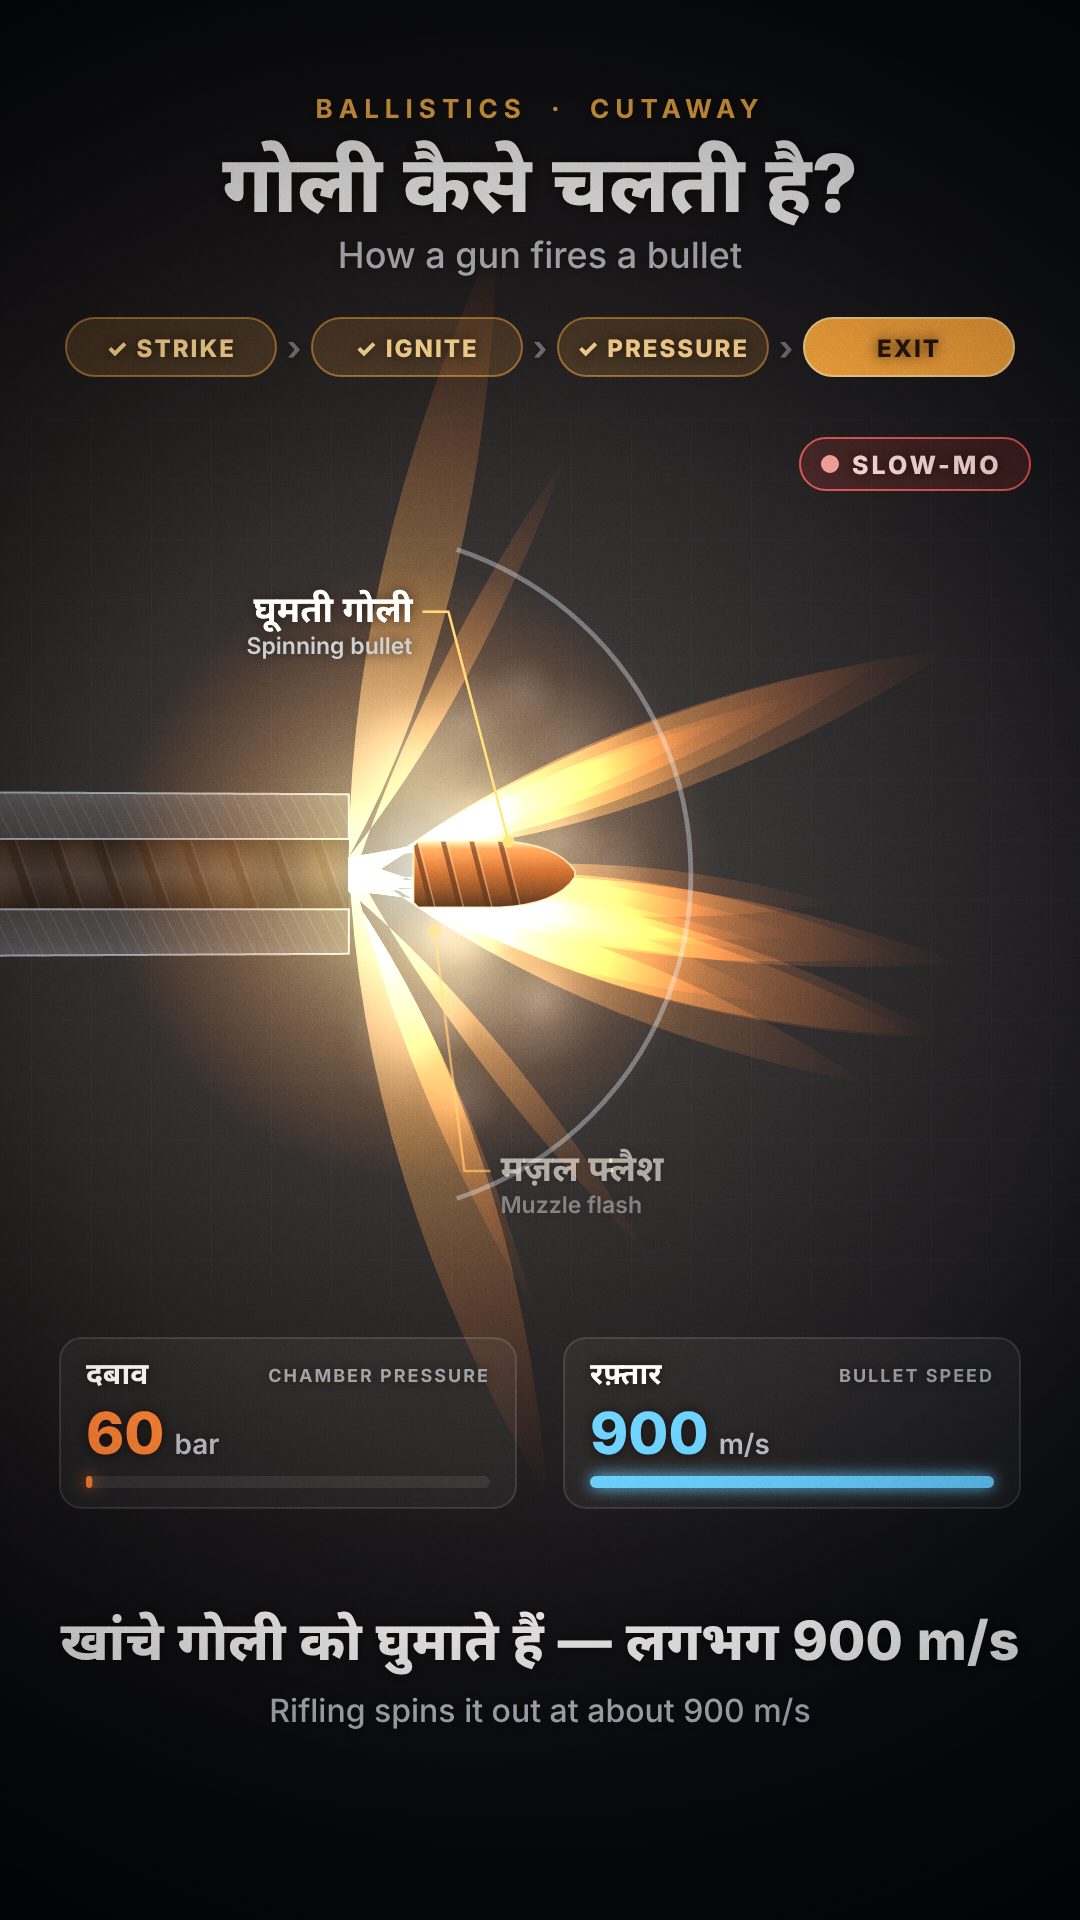 BALLISTICS · CUTAWAY
गोली कैसे चलती है?
How a gun fires a bullet
✓ STRIKE › ✓ IGNITE › ✓ PRESSURE › EXIT
SLOW-MO
घूमती गोली
Spinning bullet
मज़ल फ्लैश
Muzzle flash
दबाव CHAMBER PRESSURE
60 bar
रफ़्तार BULLET SPEED
900 m/s
खांचे गोली को घुमाते हैं — लगभग 900 m/s
Rifling spins it out at about 900 m/s